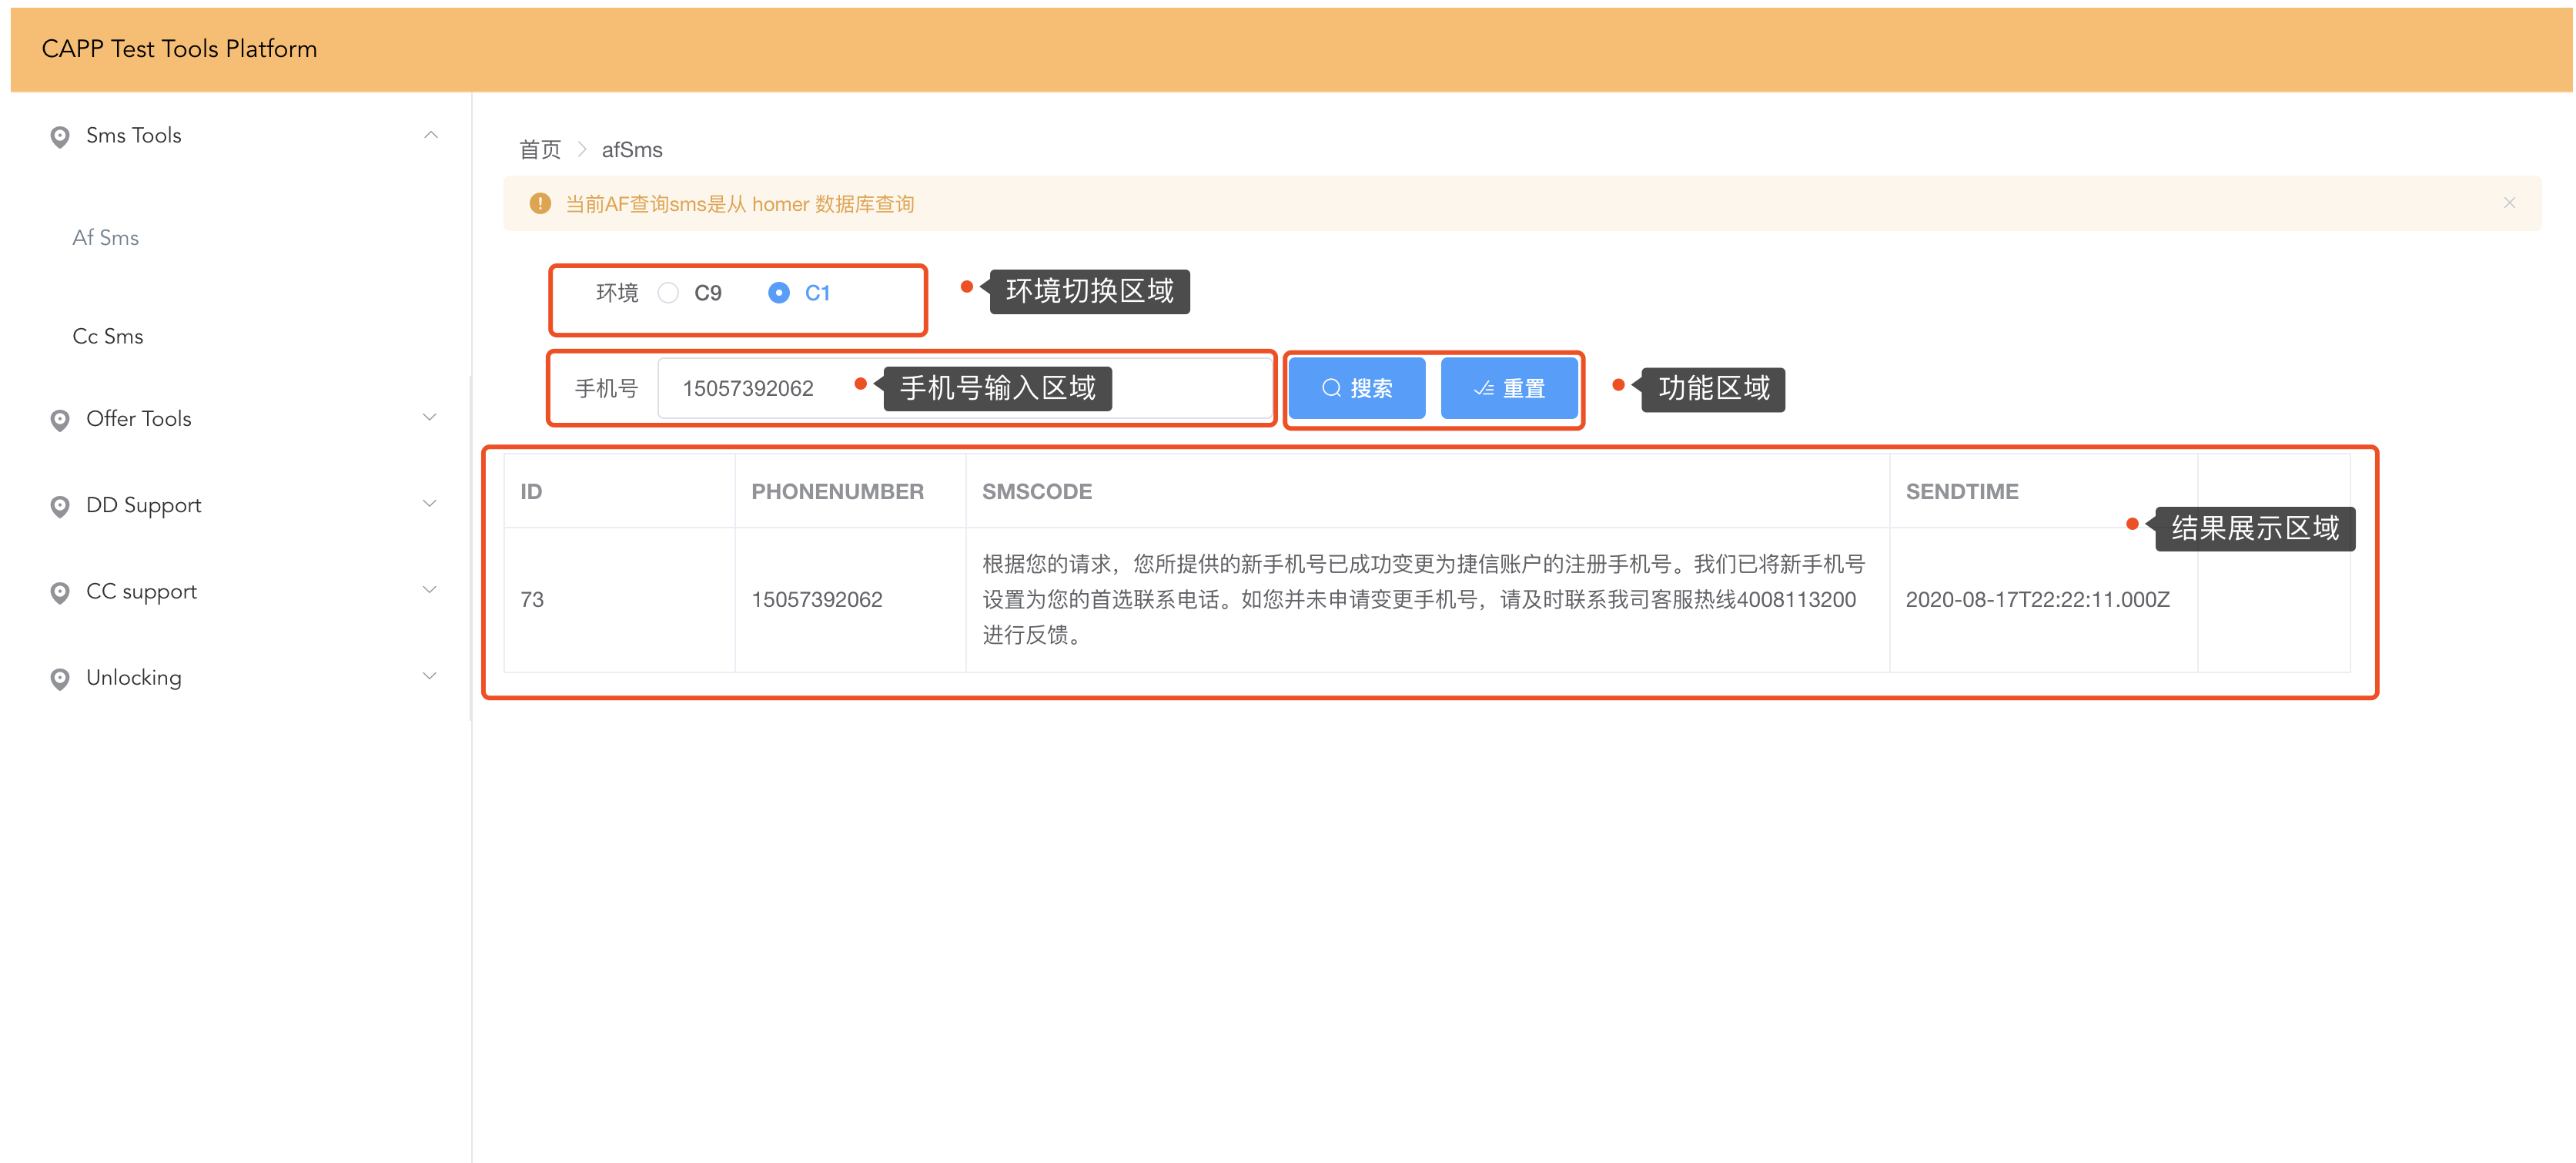 CAPP Test Tools Platform
Sms Tools
Af Sms
Cc Sms
Offer Tools
DD Support
CC support
Unlocking
首页 > afSms
当前AF查询sms是从 homer 数据库查询
环境 C9 C1
环境切换区域
手机号 15057392062
手机号输入区域
搜索 重置
功能区域
ID PHONENUMBER SMSCODE SENDTIME
结果展示区域
根据您的请求，您所提供的新手机号已成功变更为捷信账户的注册手机号。我们已将新手机号
73 15057392062 设置为您的首选联系电话。如您并未申请变更手机号，请及时联系我司客服热线4008113200 2020-08-17T22:22:11.000Z
进行反馈。